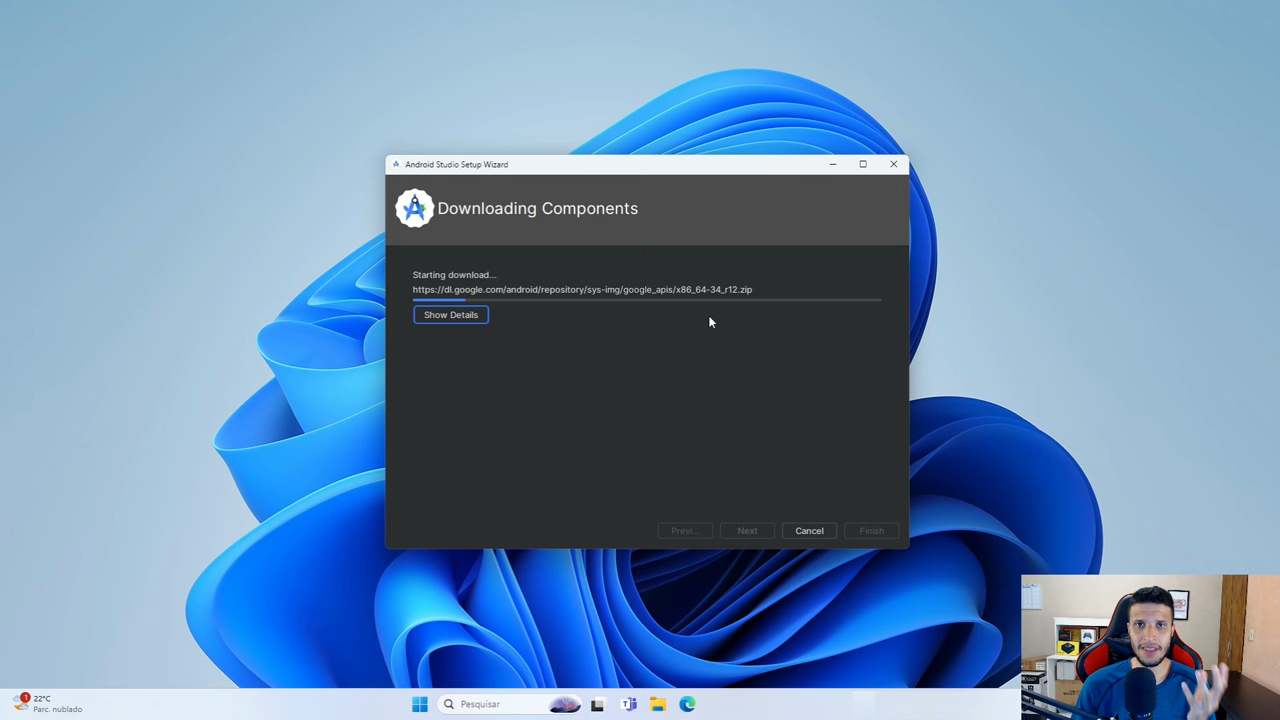 Android Studio Setup Wizard
Downloading Components
Starting download...
https://dl.google.com/android/repository/sys-img/google_apis/x86_64-34_r12.zip
Show Details
Previ...
Next
Cancel
Finish
1
22°C
Parc. nublado
Pesquisar